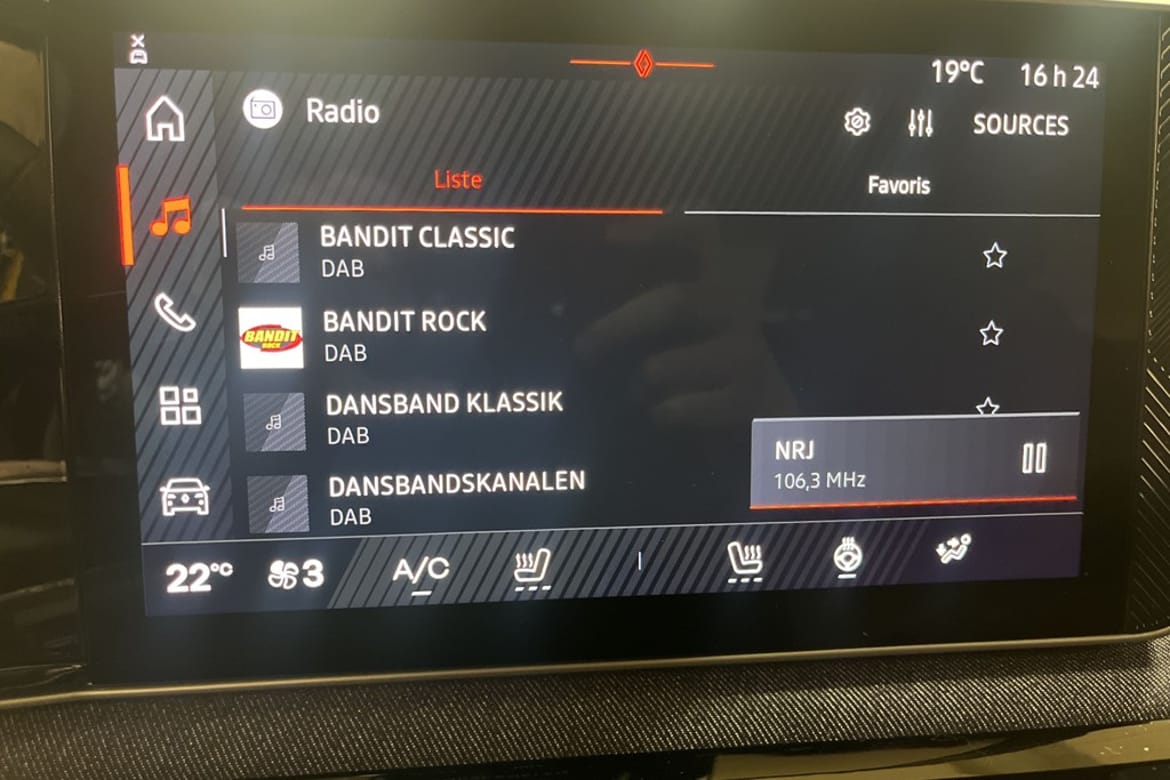 19°C 16 h 24
Radio
SOURCES
Liste
Favoris
BANDIT CLASSIC
DAB
BANDIT
ROCK
BANDIT ROCK
DAB
DANSBAND KLASSIK
DAB
NRJ
106,3 MHz
DANSBANDSKANALEN
DAB
22°C 3 A/C